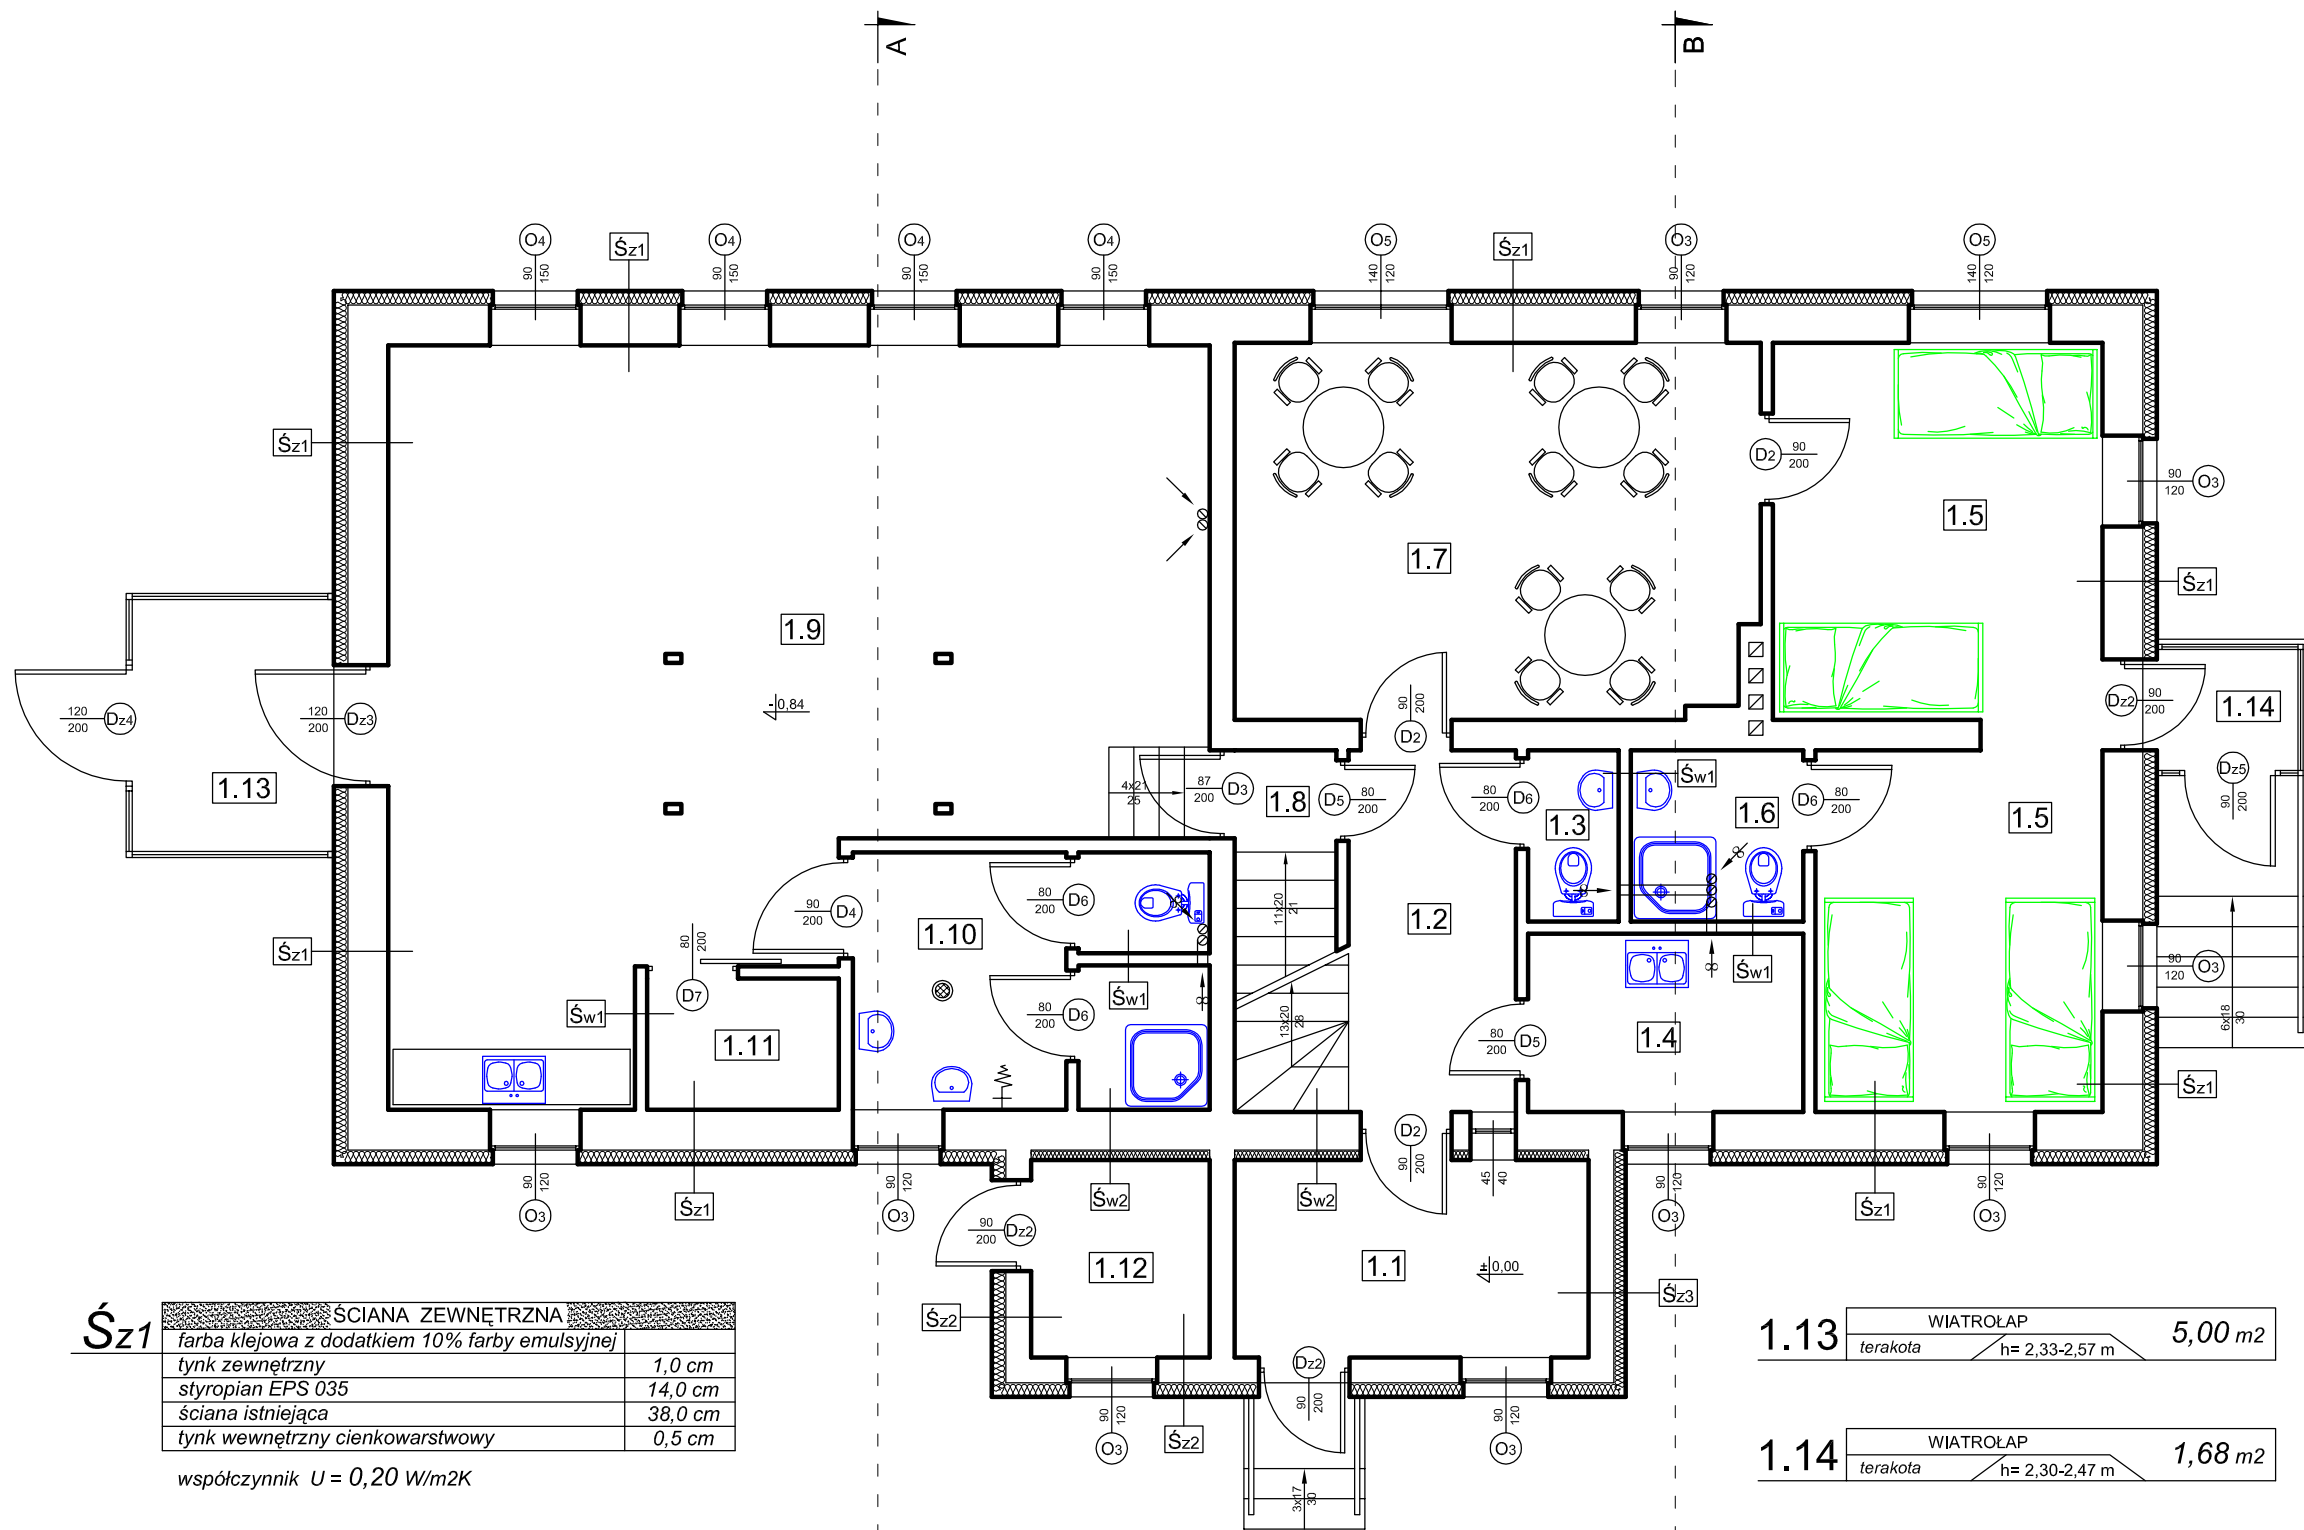 A
B
O4
90
150
Śz1
O4
90
150
O4
90
150
O4
90
150
O5
140
120
Śz1
O3
90
120
O5
140
120
Śz1
D2
90
200
1.5
90
120
O3
1.7
Śz1
1.9
-0,84
120
200
Dz4
120
200
Dz3
90
200
D2
Dz2
90
200
1.14
1.13
4x21
25
87
200
D3
1.8
D5
80
200
80
200
D6
1.3
Św1
1.6
D6
80
200
1.5
Dz5
90
200
11x20
21
80
200
D6
90
200
D4
1.10
1.2
Śz1
80
200
D7
Św1
Św1
Św1
90
120
O3
6x18
30
80
200
D6
13x20
28
80
200
D5
1.4
1.11
Śz1
D2
90
200
45
40
90
120
O3
Śz1
90
120
O3
Św2
Św2
90
120
O3
Śz1
90
120
O3
90
200
Dz2
1.12
1.1
±0,00
Śz3
Śz2
Dz2
90
200
90
120
O3
Śz2
90
120
O3
3x17
30
Śz1
ŚCIANA ZEWNĘTRZNA
farba klejowa z dodatkiem 10% farby emulsyjnej
tynk zewnętrzny 1,0 cm
styropian EPS 035 14,0 cm
ściana istniejąca 38,0 cm
tynk wewnętrzny cienkowarstwowy 0,5 cm
współczynnik U = 0,20 W/m2K
1.13
WIATROŁAP
5,00 m2
terakota
h= 2,33-2,57 m
1.14
WIATROŁAP
1,68 m2
terakota
h= 2,30-2,47 m